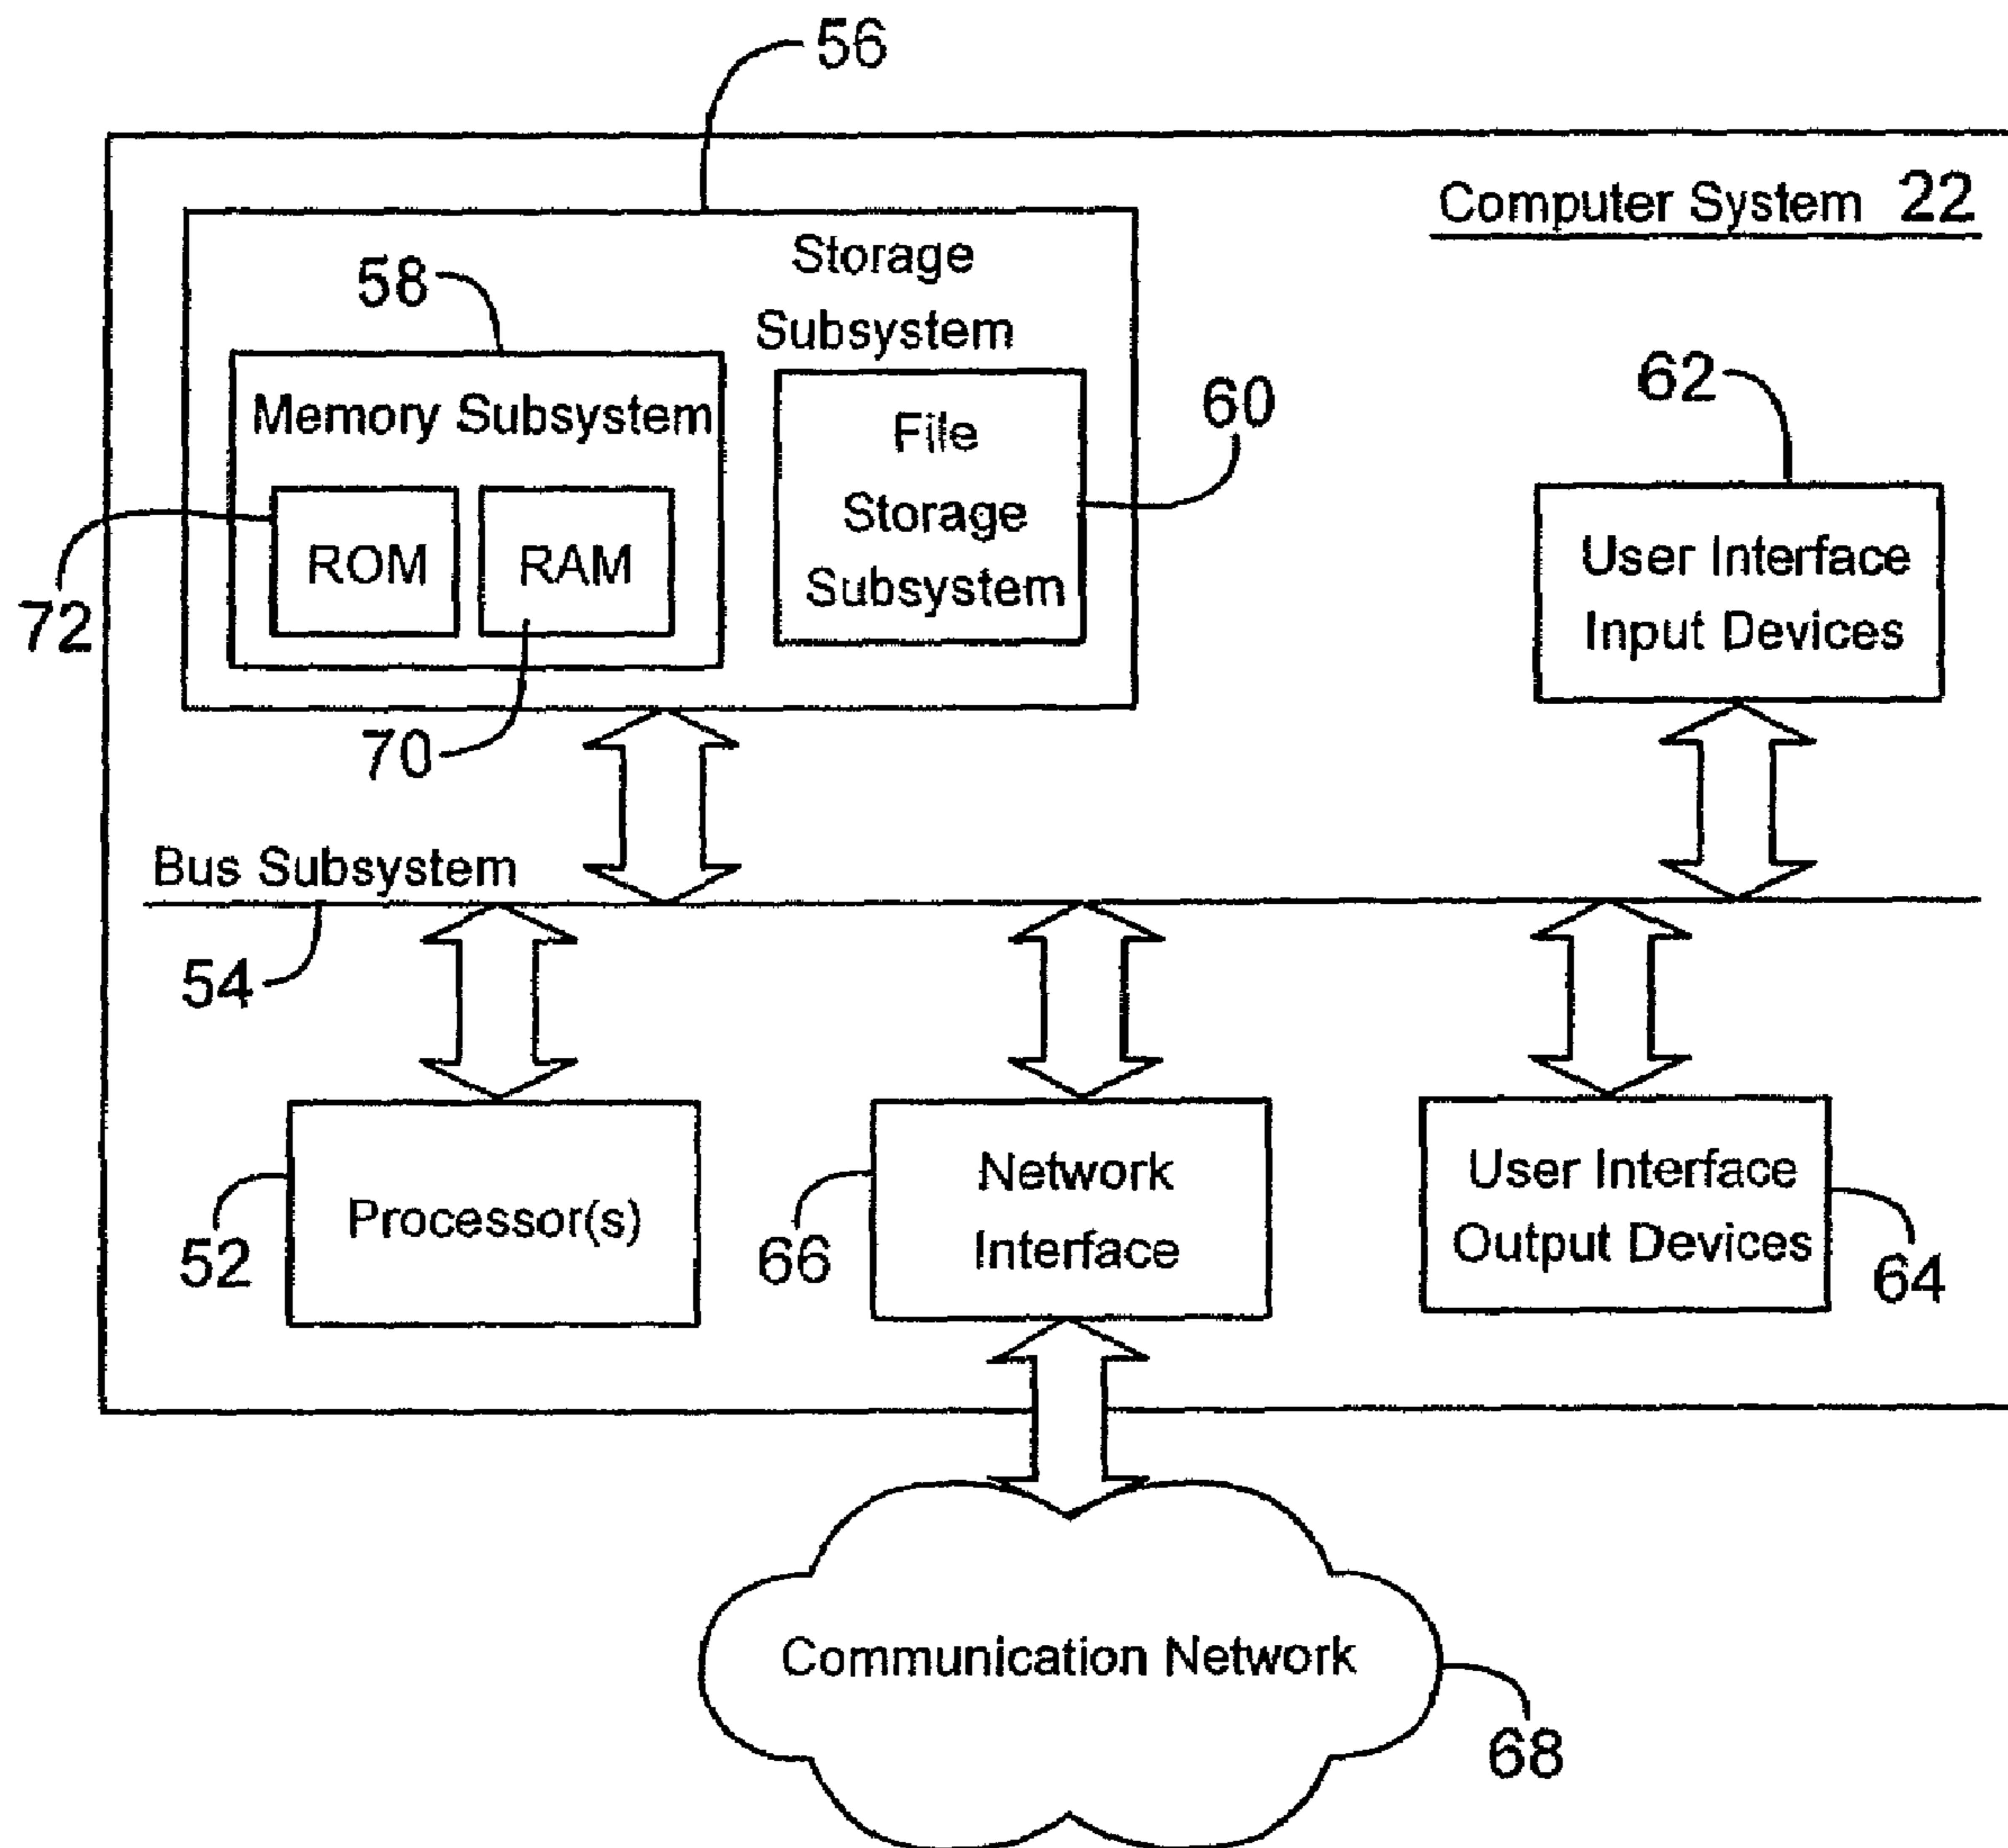 56
Computer System 22
Storage
Subsystem
58
Memory Subsystem
File
Storage
Subsystem
60
62
72
ROM
RAM
User Interface
Input Devices
70
Bus Subsystem
54
Processor(s)
52
Network
Interface
66
User Interface
Output Devices
64
Communication Network
68